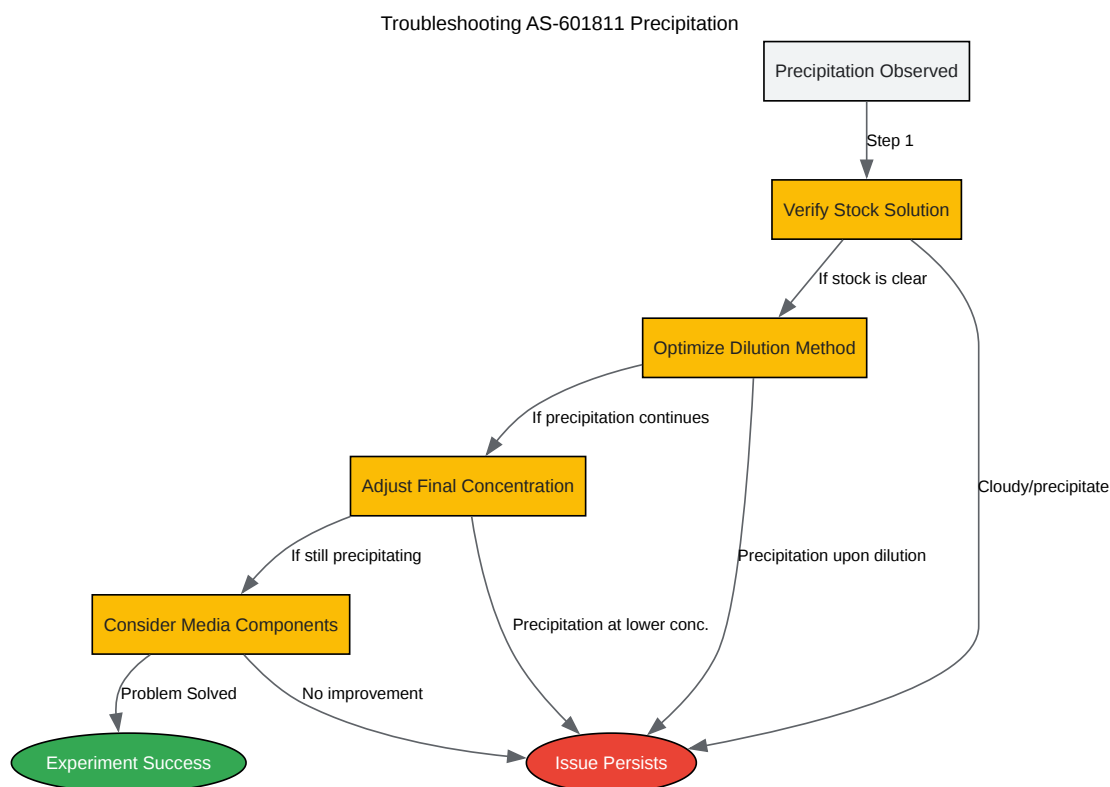 Troubleshooting AS-601811 Precipitation
Precipitation Observed
Step 1
Verify Stock Solution
If stock is clear
Optimize Dilution Method
If precipitation continues
Adjust Final Concentration
Cloudy/precipitate
If still precipitating
Precipitation upon dilution
Consider Media Components
Precipitation at lower conc.
Problem Solved
No improvement
Experiment Success
Issue Persists